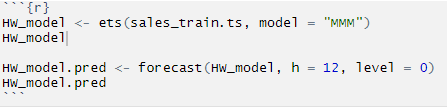 ```{r}
HW_model <- ets(sales_train.ts, model = "MMM")
HW_model
HW_model.pred <- forecast(HW_model, h = 12, level = 0)
HW_model.pred
```